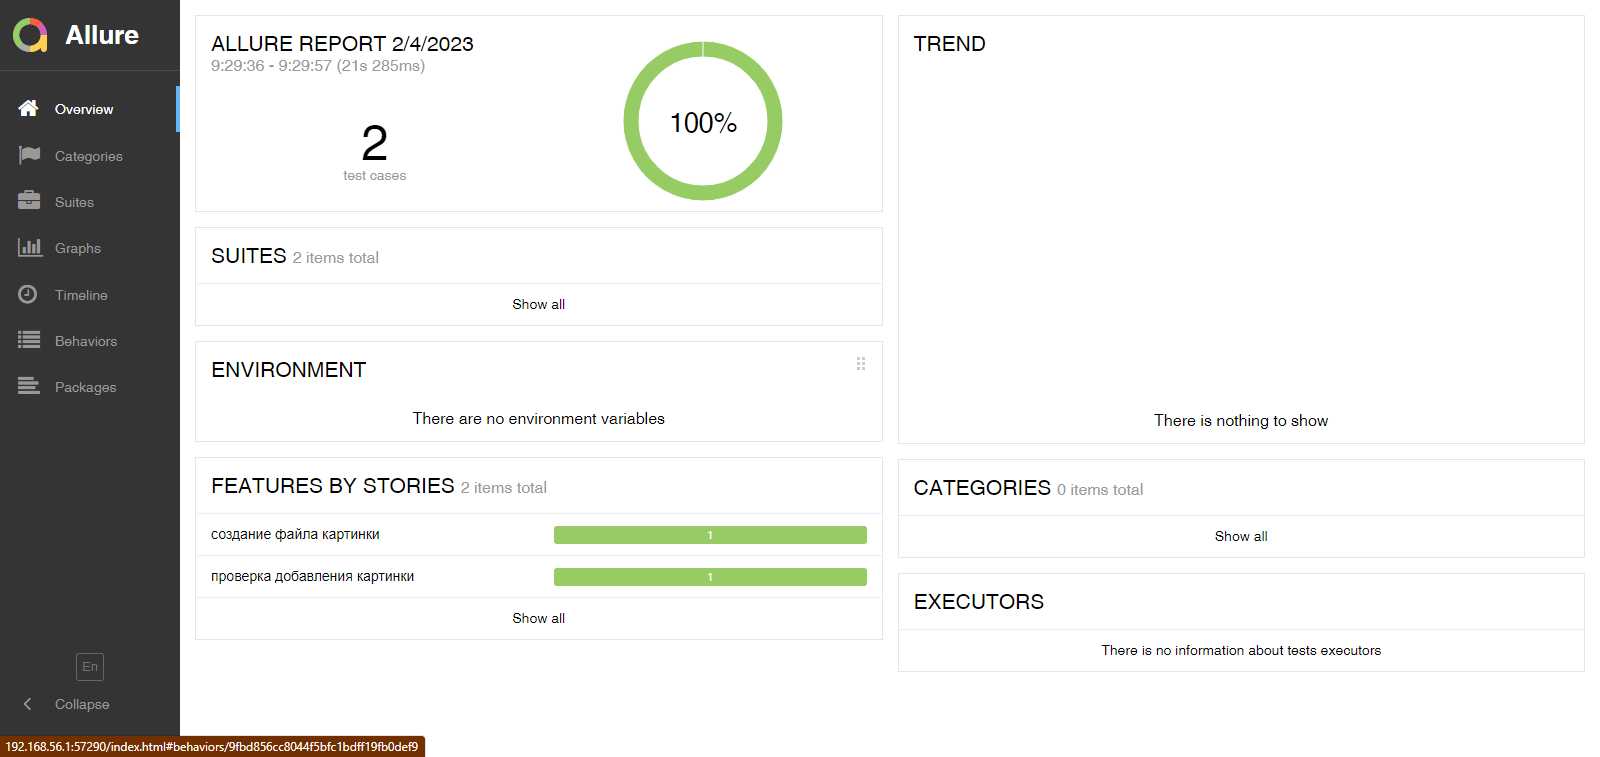 Allure
Overview
Categories
Suites
Graphs
Timeline
Behaviors
Packages
En
Collapse
ALLURE REPORT 2/4/2023
9:29:36 - 9:29:57 (21s 285ms)
2
test cases
100%
SUITES 2 items total
Show all
ENVIRONMENT
There are no environment variables
FEATURES BY STORIES 2 items total
создание файла картинки 1
проверка добавления картинки 1
Show all
TREND
There is nothing to show
CATEGORIES 0 items total
Show all
EXECUTORS
There is no information about tests executors
192.168.56.1:57290/index.html#behaviors/9fbd856cc8044f5bfc1bdff19fb0def9